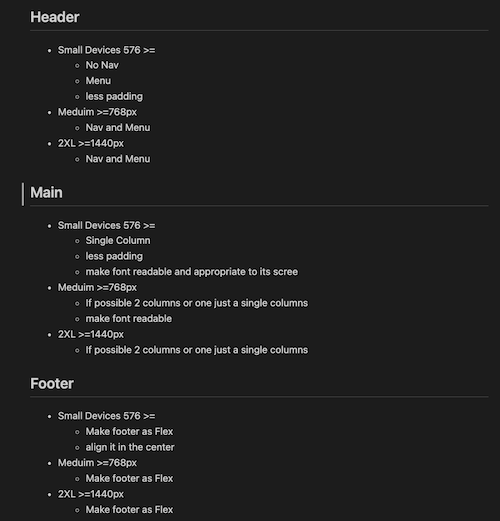 Header
Small Devices 576 >=
No Nav
Menu
less padding
Meduim >=768px
Nav and Menu
2XL >=1440px
Nav and Menu
Main
Small Devices 576 >=
Single Column
less padding
make font readable and appropriate to its scree
Meduim >=768px
If possible 2 columns or one just a single columns
make font readable
2XL >=1440px
If possible 2 columns or one just a single columns
Footer
Small Devices 576 >=
Make footer as Flex
align it in the center
Meduim >=768px
Make footer as Flex
2XL >=1440px
Make footer as Flex